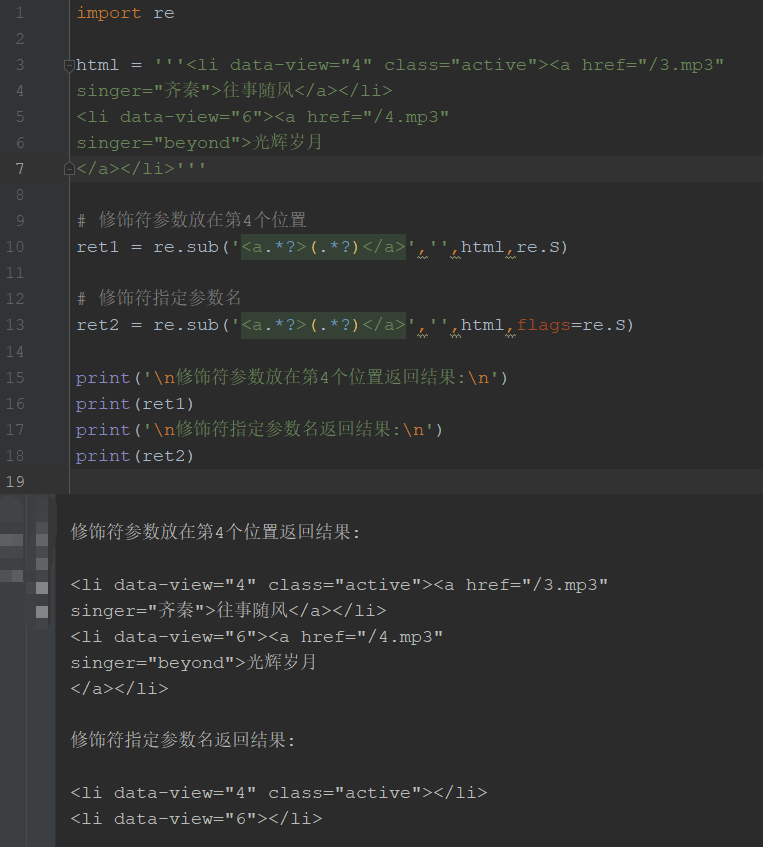 1 import re
2
3 html = '''<li data-view="4" class="active"><a href="/3.mp3"
4 singer="齐秦">往事随风</a></li>
5 <li data-view="6"><a href="/4.mp3"
6 singer="beyond">光辉岁月
7 </a></li>'''
8
9 # 修饰符参数放在第4个位置
10 ret1 = re.sub('<a.*?>(.*?)</a>','',html,re.S)
11
12 # 修饰符指定参数名
13 ret2 = re.sub('<a.*?>(.*?)</a>','',html,flags=re.S)
14
15 print('\n修饰符参数放在第4个位置返回结果:\n')
16 print(ret1)
17 print('\n修饰符指定参数名返回结果:\n')
18 print(ret2)
19
修饰符参数放在第4个位置返回结果:
<li data-view="4" class="active"><a href="/3.mp3"
singer="齐秦">往事随风</a></li>
<li data-view="6"><a href="/4.mp3"
singer="beyond">光辉岁月
</a></li>
修饰符指定参数名返回结果:
<li data-view="4" class="active"></li>
<li data-view="6"></li>